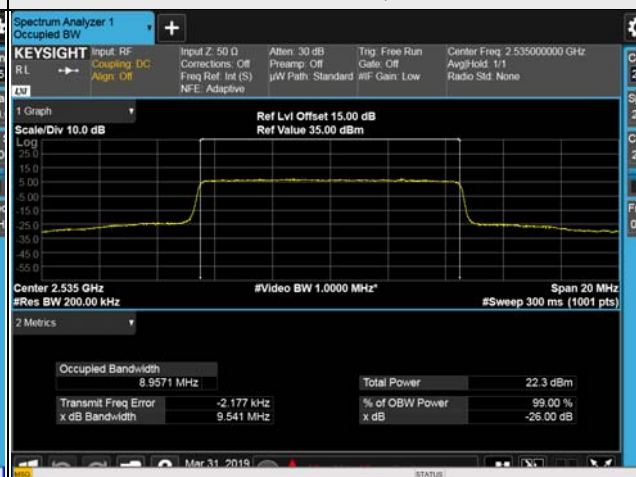 Spectrum Analyzer 1
Occupied BW
KEYSIGHT
RL
LXI
Input: RF
Coupling: DC
Align: Off
Input Z: 50 Ω
Corrections: Off
Freq Ref: Int (S)
NFE: Adaptive
Atten: 30 dB
Preamp: Off
µW Path: Standard
Trig: Free Run
Gate: Off
#IF Gain: Low
Center Freq: 2.535000000 GHz
Avg|Hold: 1/1
Radio Std: None
1 Graph
Scale/Div 10.0 dB
Ref Lvl Offset 15.00 dB
Ref Value 35.00 dBm
Log
25.0
15.0
5.00
-5.00
-15.0
-25.0
-35.0
-45.0
-55.0
Center 2.535 GHz
#Video BW 1.0000 MHz*
Span 20 MHz
#Res BW 200.00 kHz
#Sweep 300 ms (1001 pts)
2 Metrics
Occupied Bandwidth
8.9571 MHz
Transmit Freq Error -2.177 kHz
x dB Bandwidth 9.541 MHz
Total Power 22.3 dBm
% of OBW Power 99.00 %
x dB -26.00 dB
Mar 31, 2019
MSG
STATUS